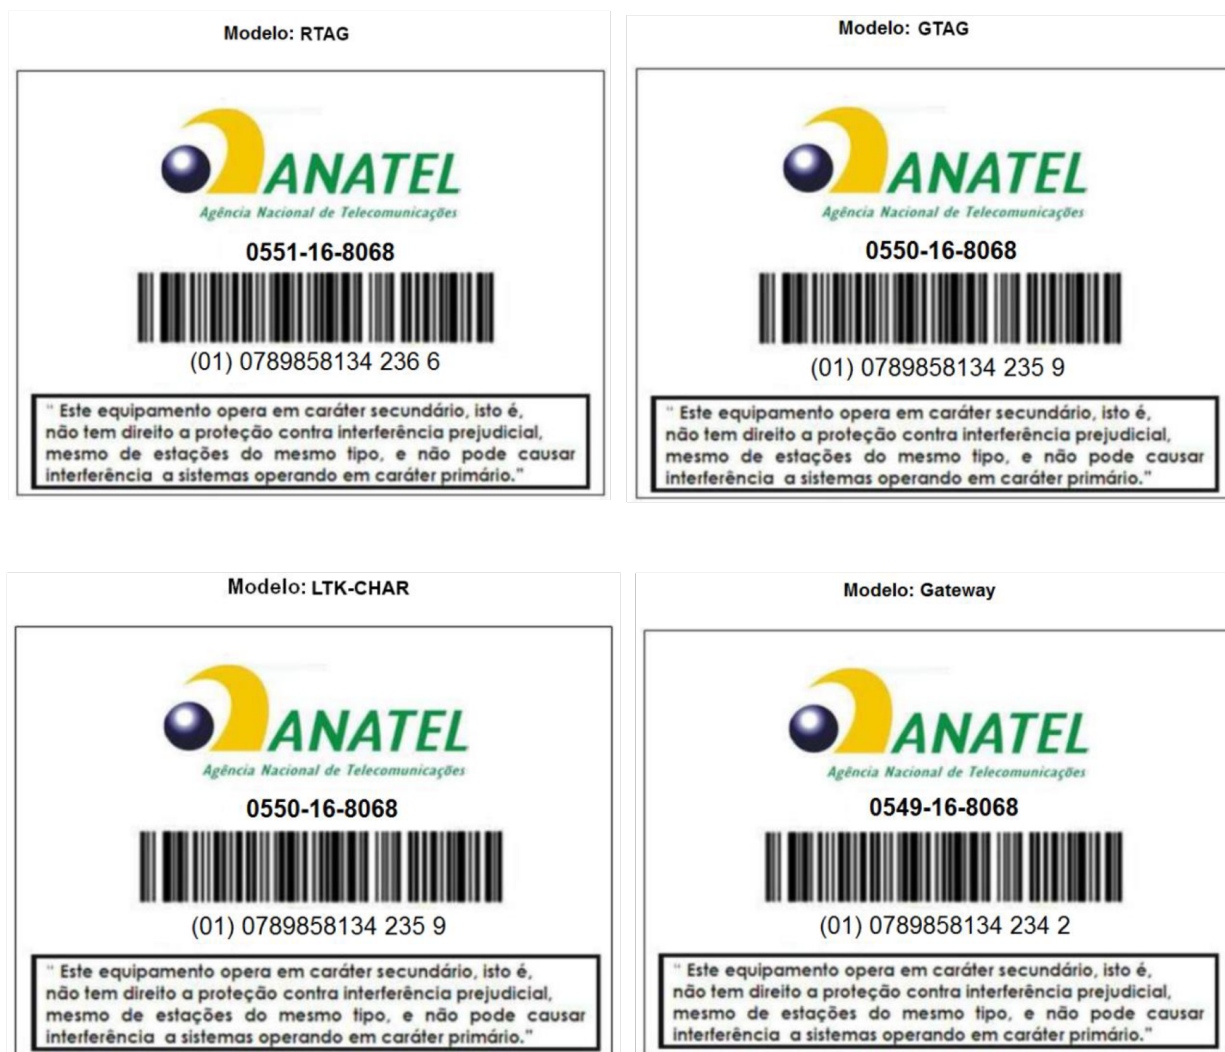 Modelo: RTAG
ANATEL
Agência Nacional de Telecomunicações
0551-16-8068
(01) 0789858134 236 6
" Este equipamento opera em caráter secundário, isto é,
não tem direito a proteção contra interferência prejudicial,
mesmo de estações do mesmo tipo, e não pode causar
interferência a sistemas operando em caráter primário."
Modelo: GTAG
ANATEL
Agência Nacional de Telecomunicações
0550-16-8068
(01) 0789858134 235 9
" Este equipamento opera em caráter secundário, isto é,
não tem direito a proteção contra interferência prejudicial,
mesmo de estações do mesmo tipo, e não pode causar
interferência a sistemas operando em caráter primário."
Modelo: LTK-CHAR
ANATEL
Agência Nacional de Telecomunicações
0550-16-8068
(01) 0789858134 235 9
" Este equipamento opera em caráter secundário, isto é,
não tem direito a proteção contra interferência prejudicial,
mesmo de estações do mesmo tipo, e não pode causar
interferência a sistemas operando em caráter primário."
Modelo: Gateway
ANATEL
Agência Nacional de Telecomunicações
0549-16-8068
(01) 0789858134 234 2
" Este equipamento opera em caráter secundário, isto é,
não tem direito a proteção contra interferência prejudicial,
mesmo de estações do mesmo tipo, e não pode causar
interferência a sistemas operando em caráter primário."